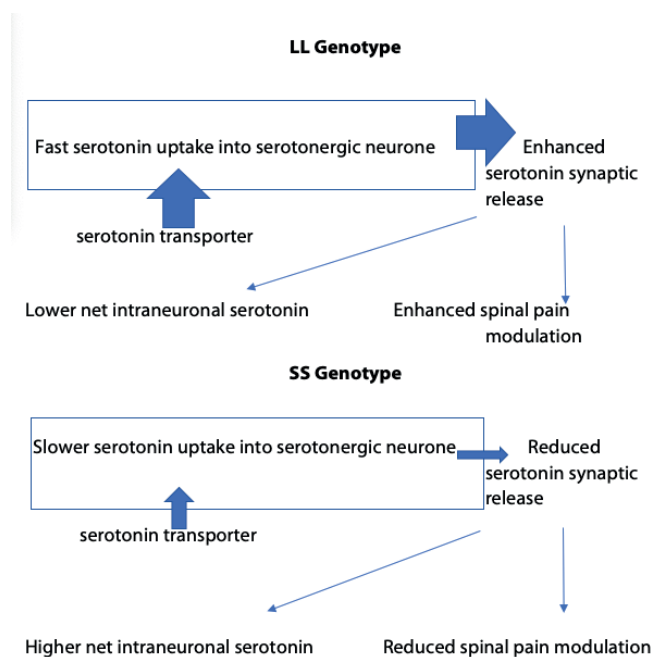 LL Genotype
Fast serotonin uptake into serotonergic neurone
Enhanced
serotonin synaptic
release
serotonin transporter
Lower net intraneuronal serotonin
Enhanced spinal pain
modulation
SS Genotype
Slower serotonin uptake into serotonergic neurone
Reduced
serotonin synaptic
release
serotonin transporter
Higher net intraneuronal serotonin
Reduced spinal pain modulation